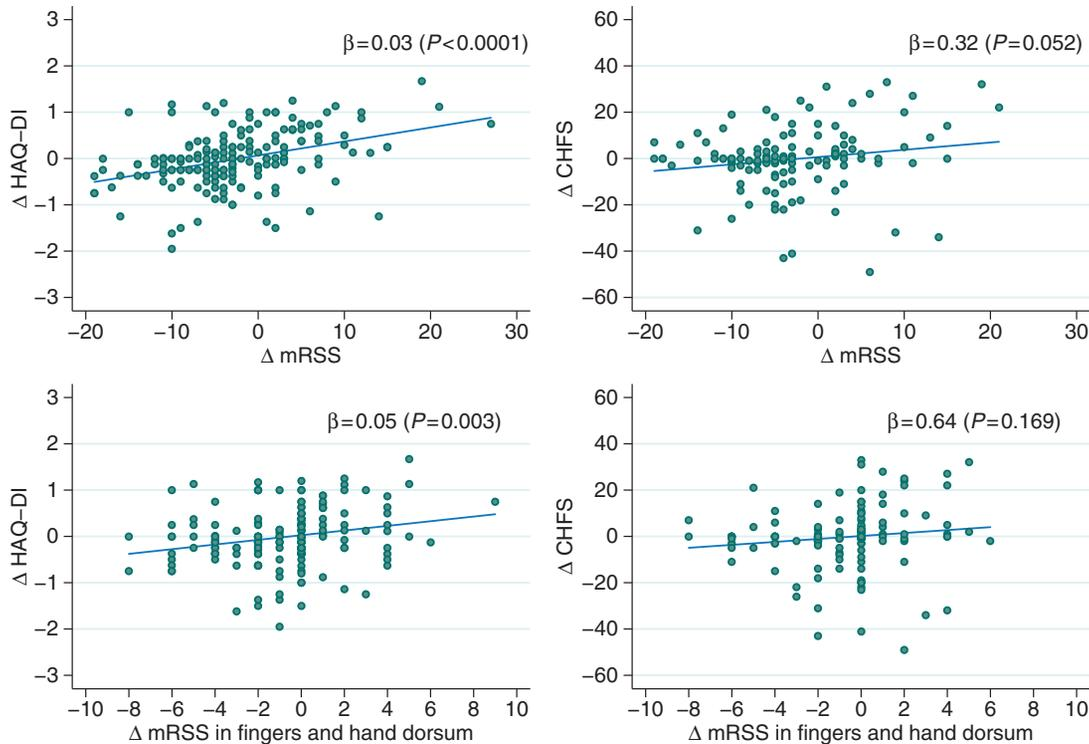 β=0.03 (P<0.0001)
Δ HAQ–DI
3
2
1
0
−1
−2
−3
−20 −10 0 10 20 30
Δ mRSS
β=0.32 (P=0.052)
Δ CHFS
60
40
20
0
−20
−40
−60
−20 −10 0 10 20 30
Δ mRSS
β=0.05 (P=0.003)
Δ HAQ–DI
3
2
1
0
−1
−2
−3
−10 −8 −6 −4 −2 0 2 4 6 8 10
Δ mRSS in fingers and hand dorsum
β=0.64 (P=0.169)
Δ CHFS
60
40
20
0
−20
−40
−60
−10 −8 −6 −4 −2 0 2 4 6 8 10
Δ mRSS in fingers and hand dorsum